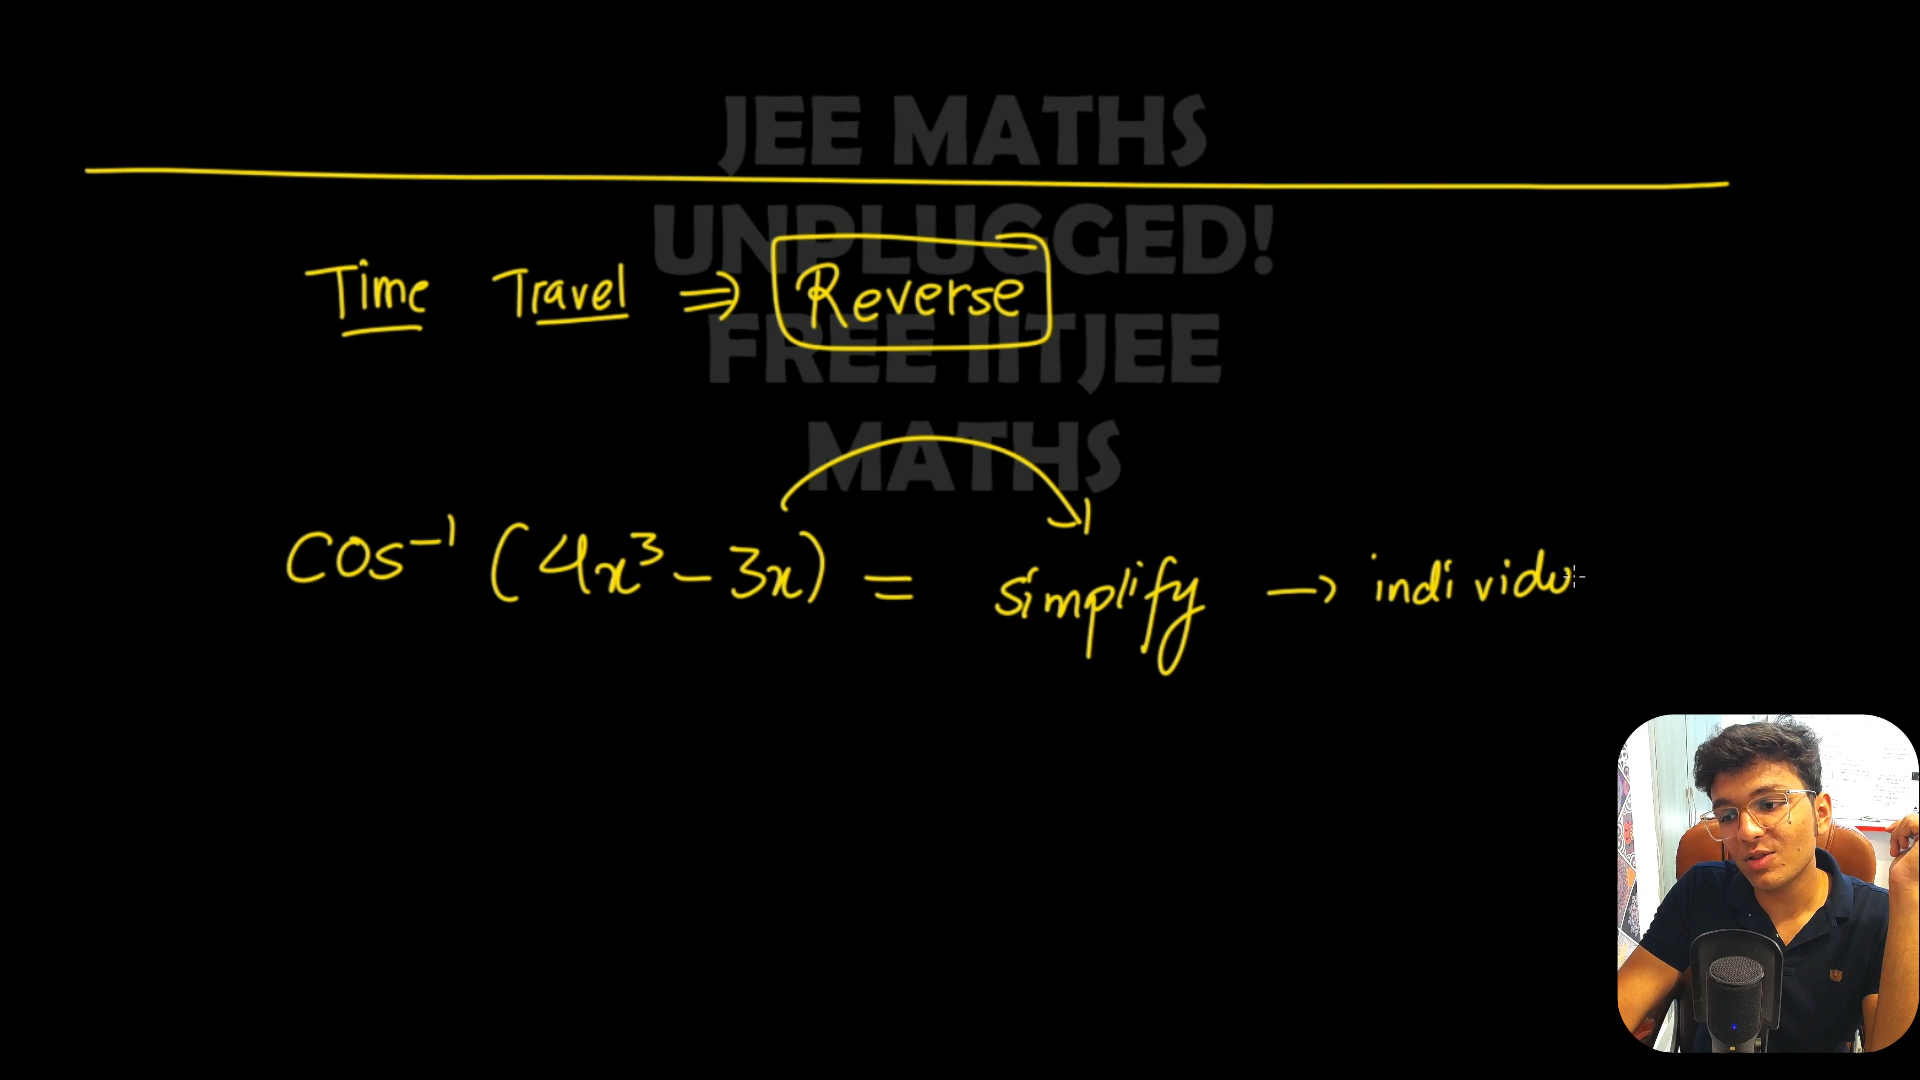 JEE MATHS
UNPLUGGED!
FREE IITJEE
MATHS
Time Travel ⇒ Reverse
cos⁻¹ (4x³ – 3x) = simplify → individu